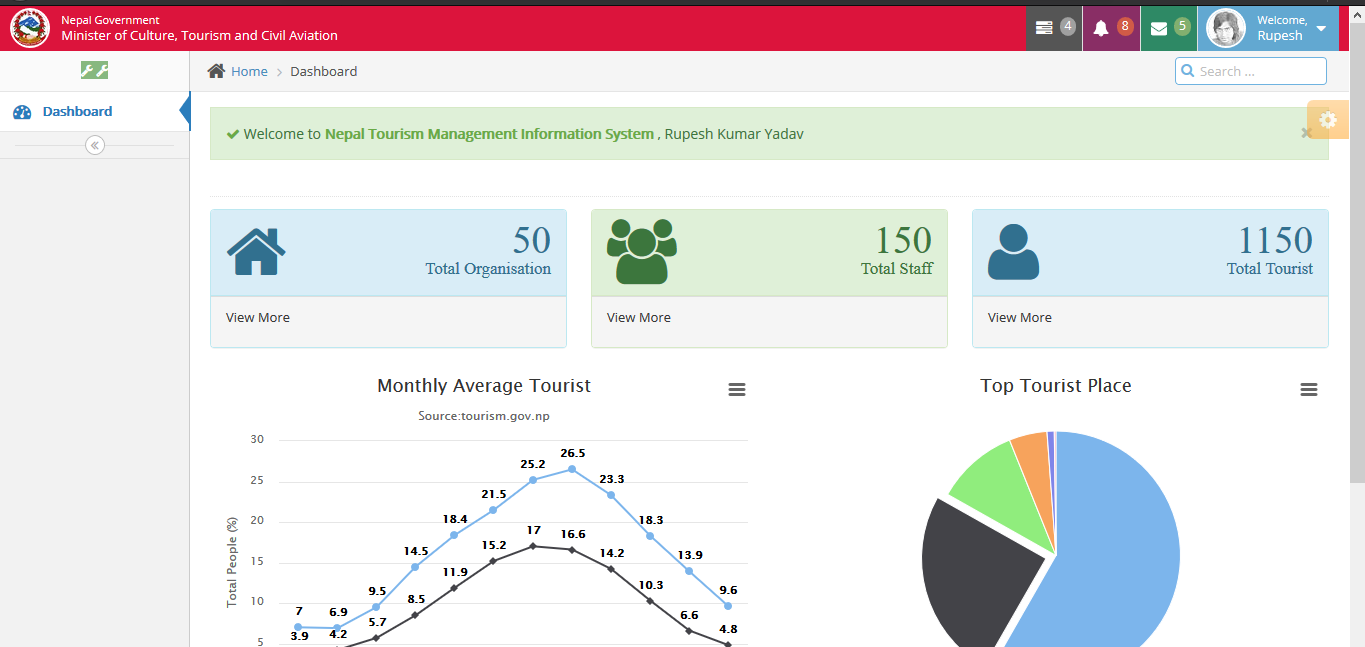 Nepal Government
Minister of Culture, Tourism and Civil Aviation
4
8
5
Welcome,
Rupesh
Home > Dashboard
Search ...
Dashboard
Welcome to Nepal Tourism Management Information System , Rupesh Kumar Yadav
50
Total Organisation
View More
150
Total Staff
View More
1150
Total Tourist
View More
Monthly Average Tourist
Source:tourism.gov.np
Total People (%)
30
25
20
15
10
5
7
6.9
9.5
14.5
18.4
21.5
25.2
26.5
23.3
18.3
13.9
9.6
3.9
4.2
5.7
8.5
11.9
15.2
17
16.6
14.2
10.3
6.6
4.8
Top Tourist Place